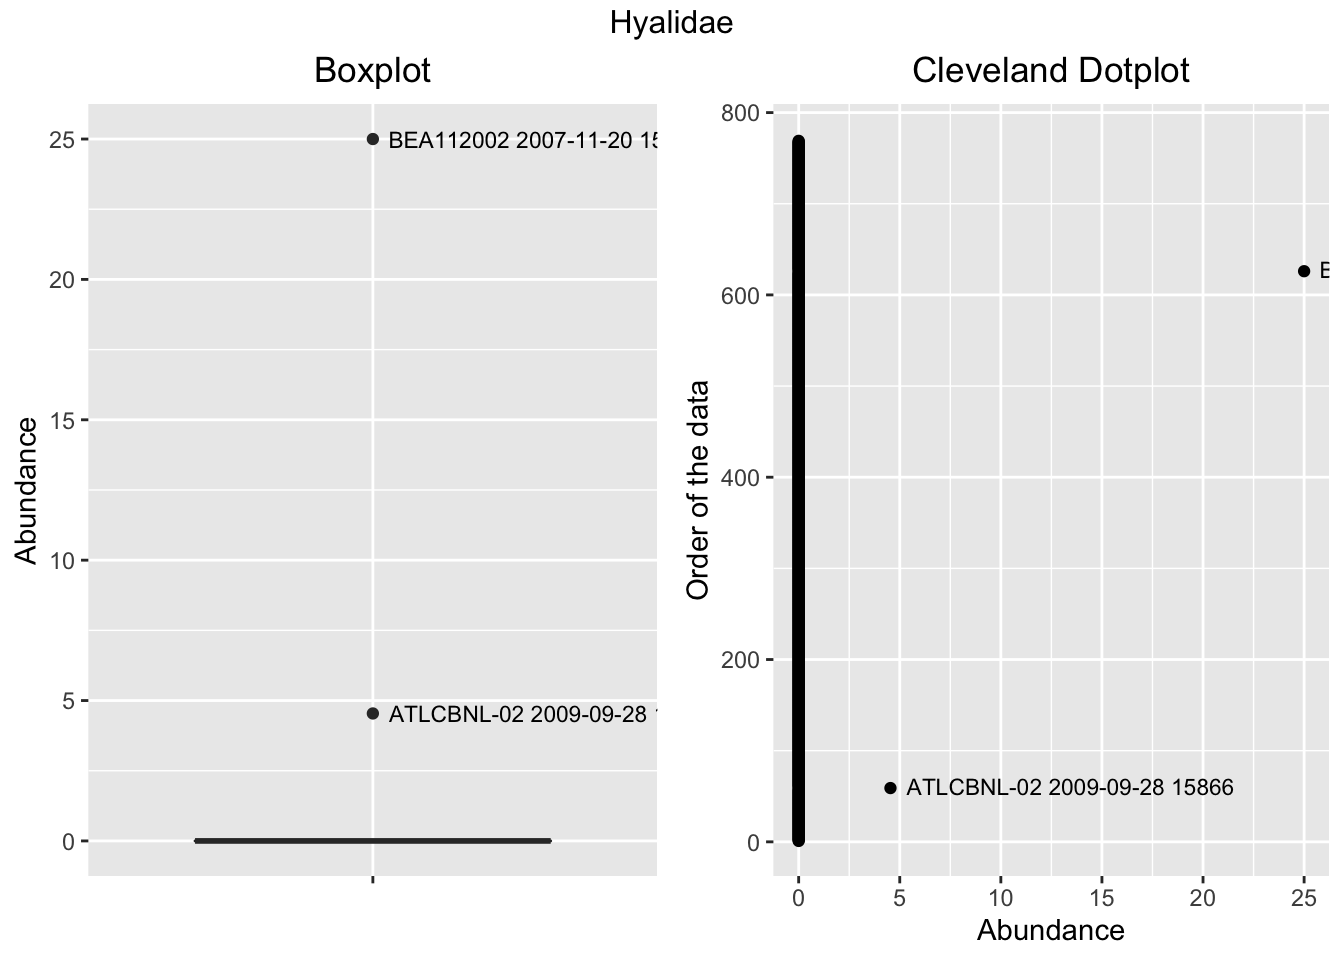 Hyalidae
Boxplot
Abundance
25
20
15
10
5
0
BEA112002 2007-11-20
ATLCBNL-02 2009-09-28
Cleveland Dotplot
Order of the data
800
600
400
200
0
ATLCBNL-02 2009-09-28 15866
0 5 10 15 20 25
Abundance